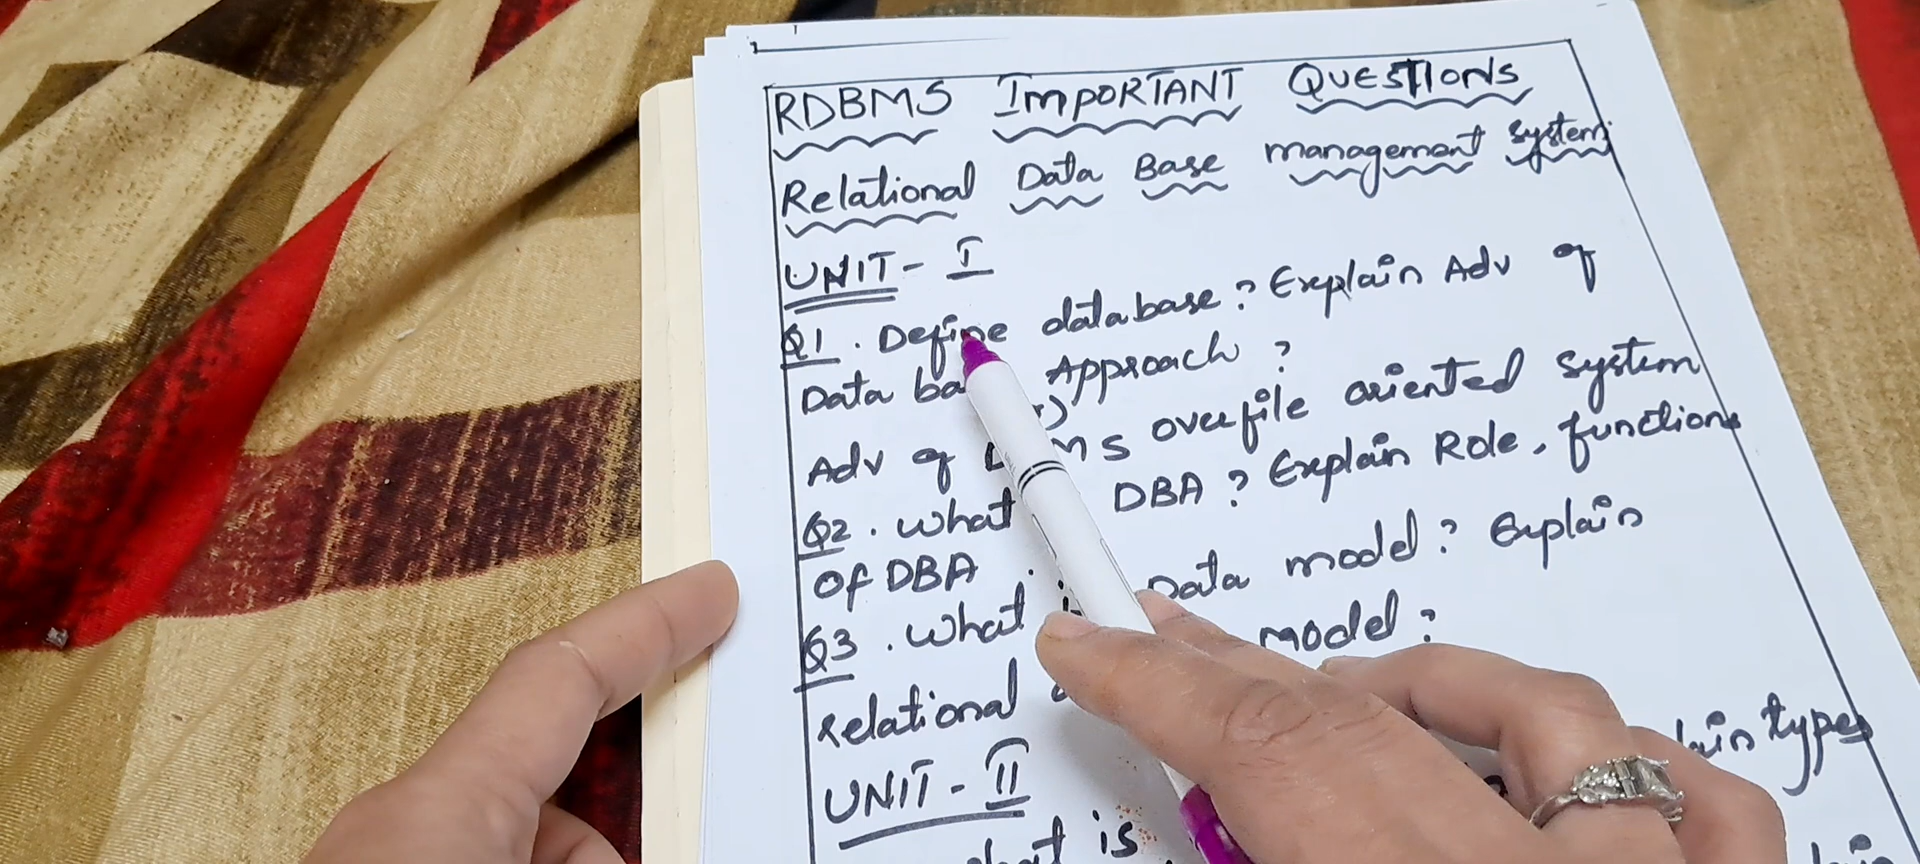 RDBMS IMPORTANT QUESTIONS
Relational Data Base management System
UNIT - I
Q1. Define database? Explain Adv of
Data Approach?
Adv of over file oriented system
Q2. What DBA? Explain Role, functions
of DBA.
Q3. What Data model? Explain
relational model?
UNIT - II
types
is